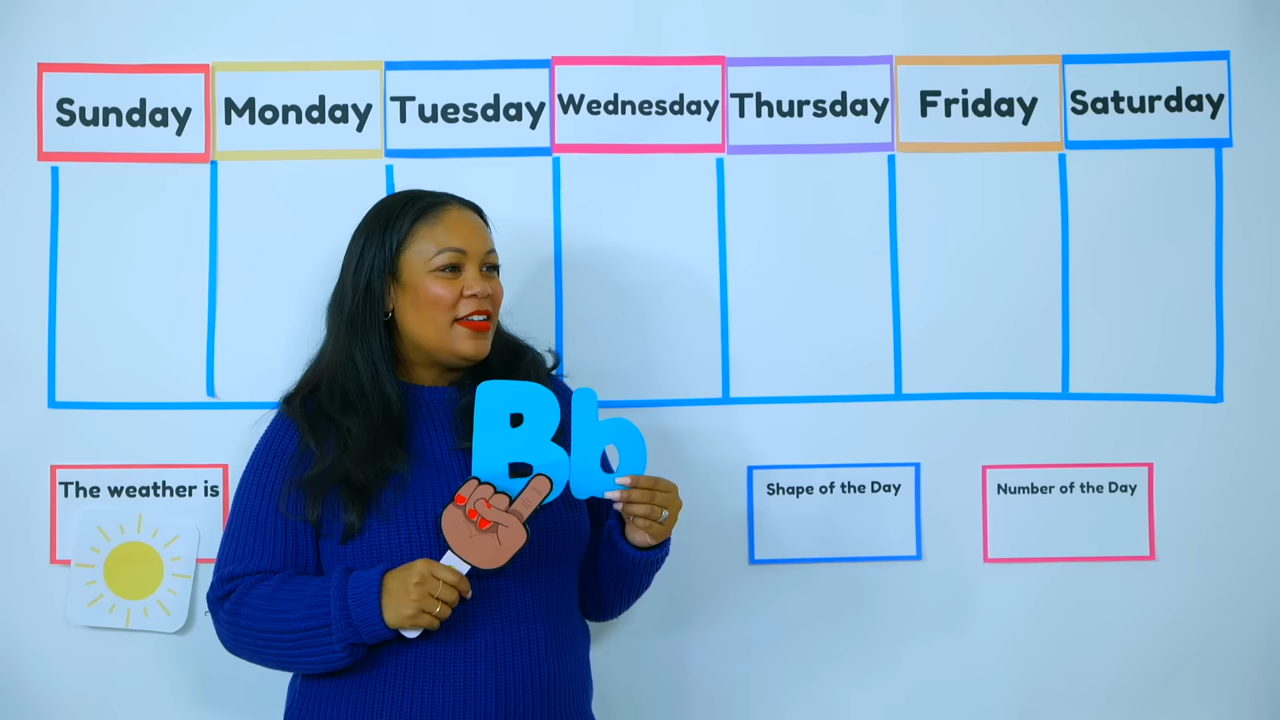 Sunday Monday Tuesday Wednesday Thursday Friday Saturday
Bb
The weather is
Shape of the Day
Number of the Day